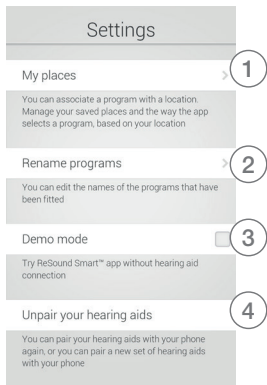 Settings
My places
1
You can associate a program with a location.
Manage your saved places and the way the app
selects a program, based on your location
Rename programs
2
You can edit the names of the programs that have
been fitted
Demo mode
3
Try ReSound Smart™ app without hearing aid
connection
Unpair your hearing aids
4
You can pair your hearing aids with your phone
again, or you can pair a new set of hearing aids
with your phone